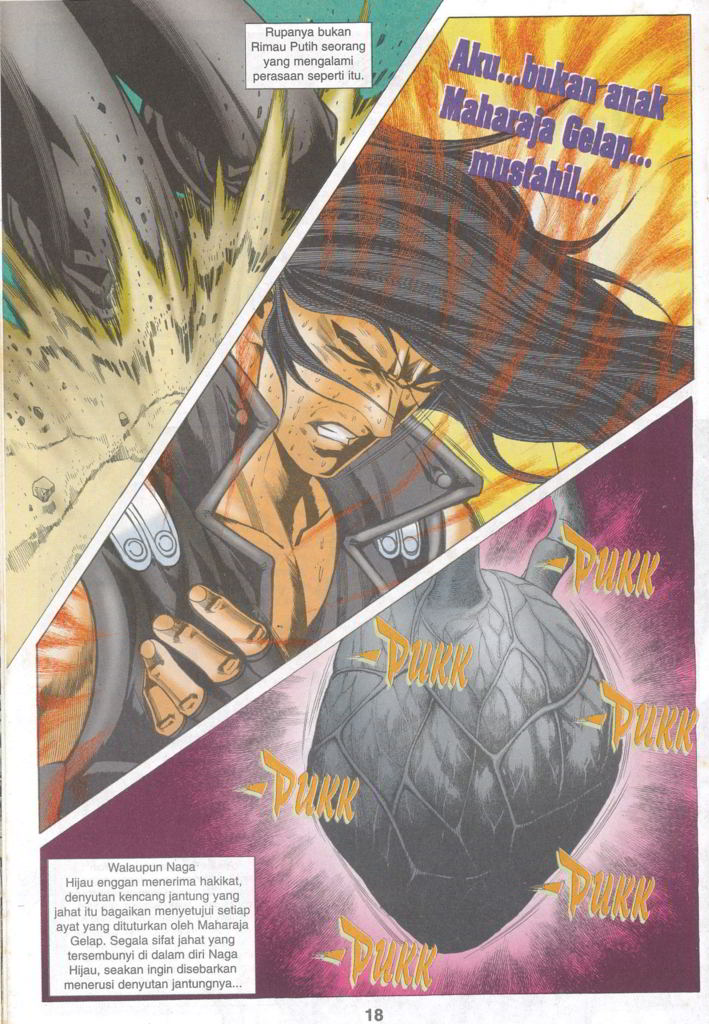 Rupanya bukan
Rimau Putih seorang
yang mengalami
perasaan seperti itu.
Aku...bukan anak
Maharaja Gelap...
mustahil...
PUKK
PUKK
PUKK
PUKK
PUKK
PUKK
Walaupun Naga
Hijau enggan menerima hakikat,
denyutan kencang jantung yang
jahat itu bagaikan menyetujui setiap
ayat yang dituturkan oleh Maharaja
Gelap. Segala sifat jahat yang
tersembunyi di dalam diri Naga
Hijau, seakan ingin disebarkan
menerusi denyutan jantungnya...
18